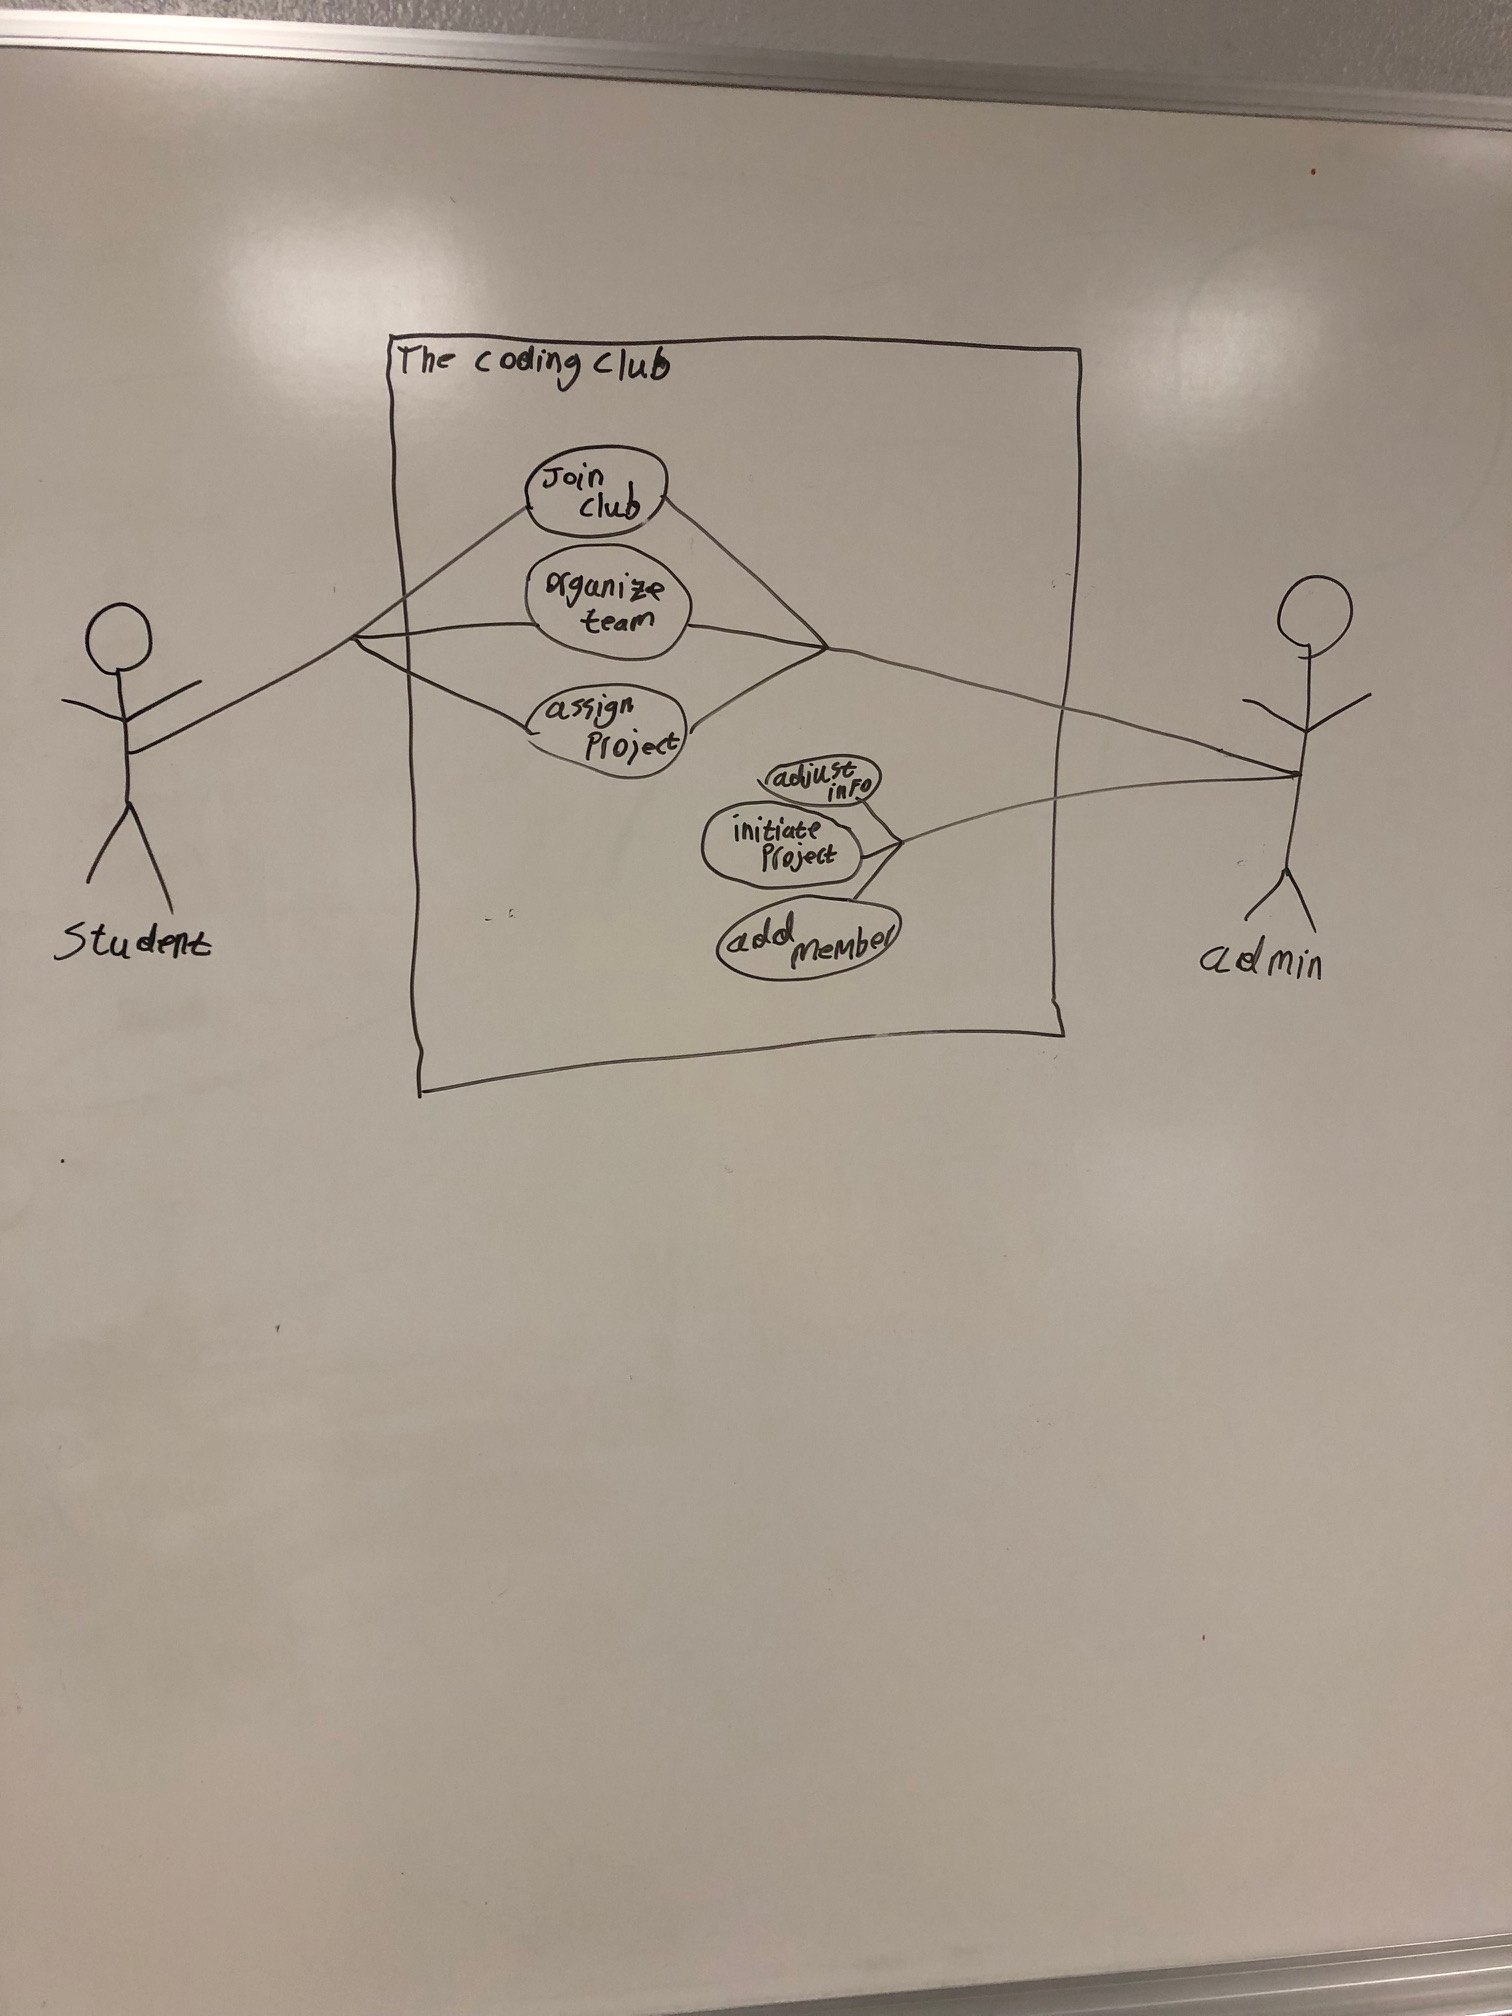 The coding club
Join
club
organize
team
assign
Project
adjust
info
initiate
Project
add
member
Student
admin